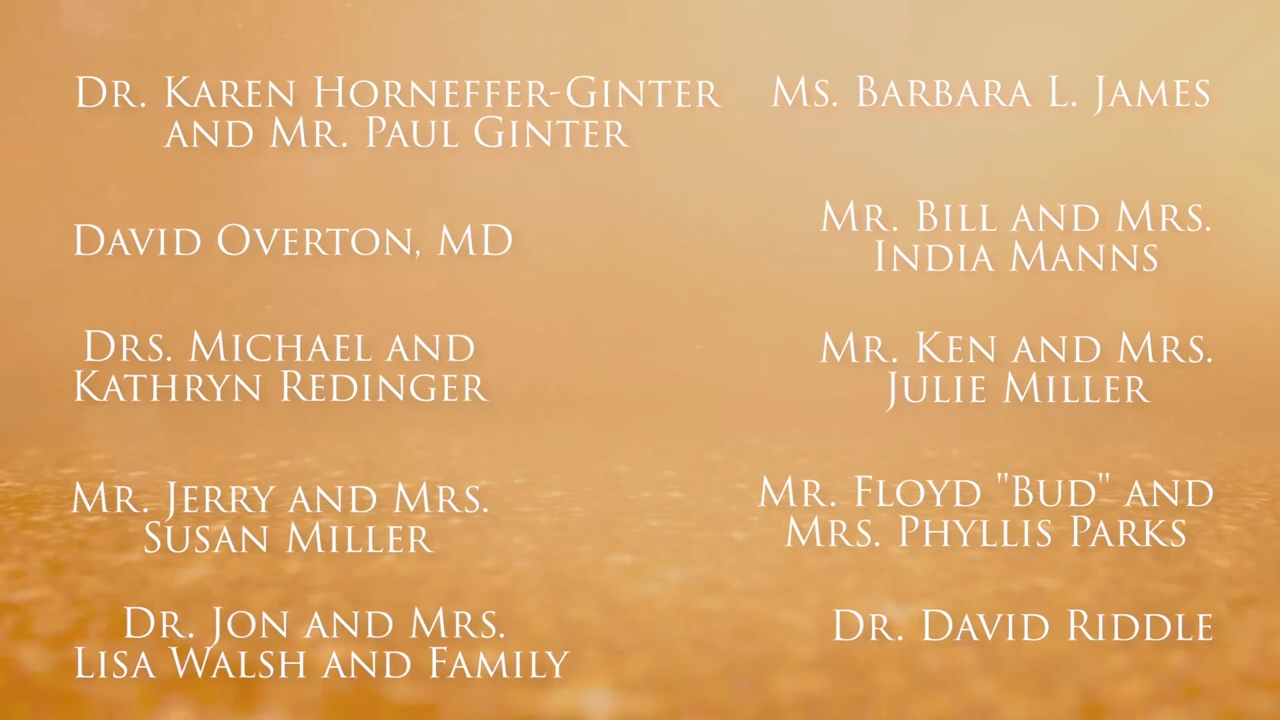 Dr. Karen Horneffer-Ginter
and Mr. Paul Ginter
David Overton, MD
Drs. Michael and
Kathryn Redinger
Mr. Jerry and Mrs.
Susan Miller
Dr. Jon and Mrs.
Lisa Walsh and Family
Ms. Barbara L. James
Mr. Bill and Mrs.
India Manns
Mr. Ken and Mrs.
Julie Miller
Mr. Floyd "Bud" and
Mrs. Phyllis Parks
Dr. David Riddle